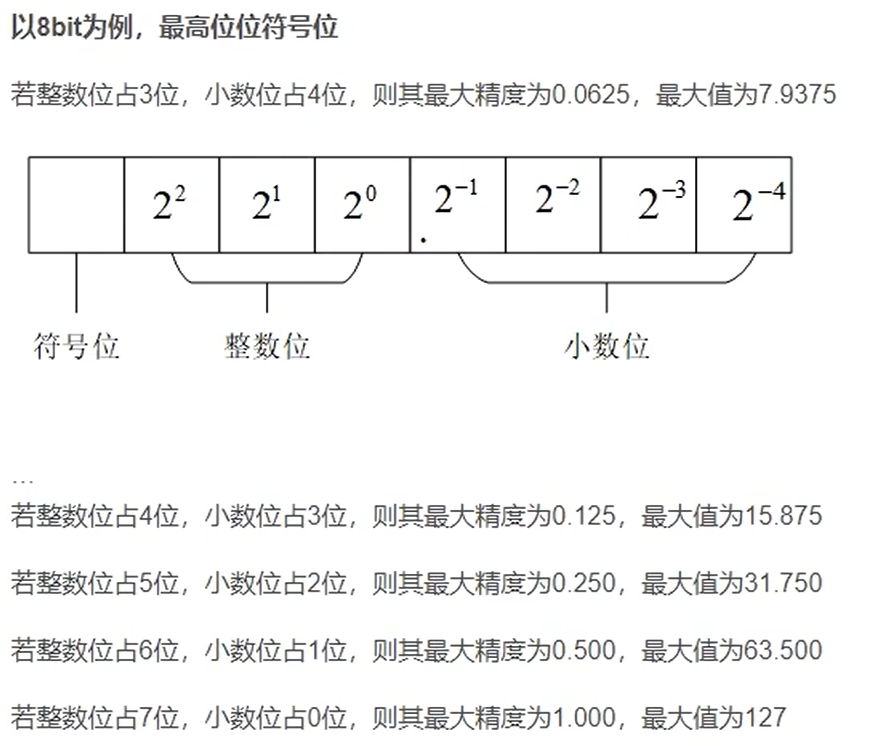 以8bit为例，最高位位符号位
若整数位占3位，小数位占4位，则其最大精度为0.0625，最大值为7.9375
2² 2¹ 2⁰ . 2⁻¹ 2⁻² 2⁻³ 2⁻⁴
符号位 整数位 小数位
...
若整数位占4位，小数位占3位，则其最大精度为0.125，最大值为15.875
若整数位占5位，小数位占2位，则其最大精度为0.250，最大值为31.750
若整数位占6位，小数位占1位，则其最大精度为0.500，最大值为63.500
若整数位占7位，小数位占0位，则其最大精度为1.000，最大值为127